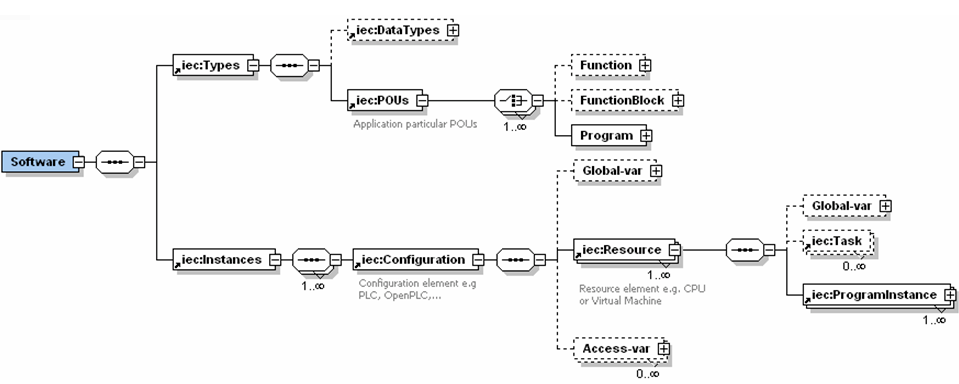 iec:DataTypes
iec:Types
Function
iec:POUs
FunctionBlock
1..∞
Application particular POUs
Program
Software
Global-var
Global-var
iec:Task
0..∞
iec:Instances
iec:Configuration
iec:Resource
1..∞
1..∞
Configuration element e.g
PLC, OpenPLC,...
Resource element e.g. CPU
or Virtual Machine
iec:ProgramInstance
1..∞
Access-var
0..∞